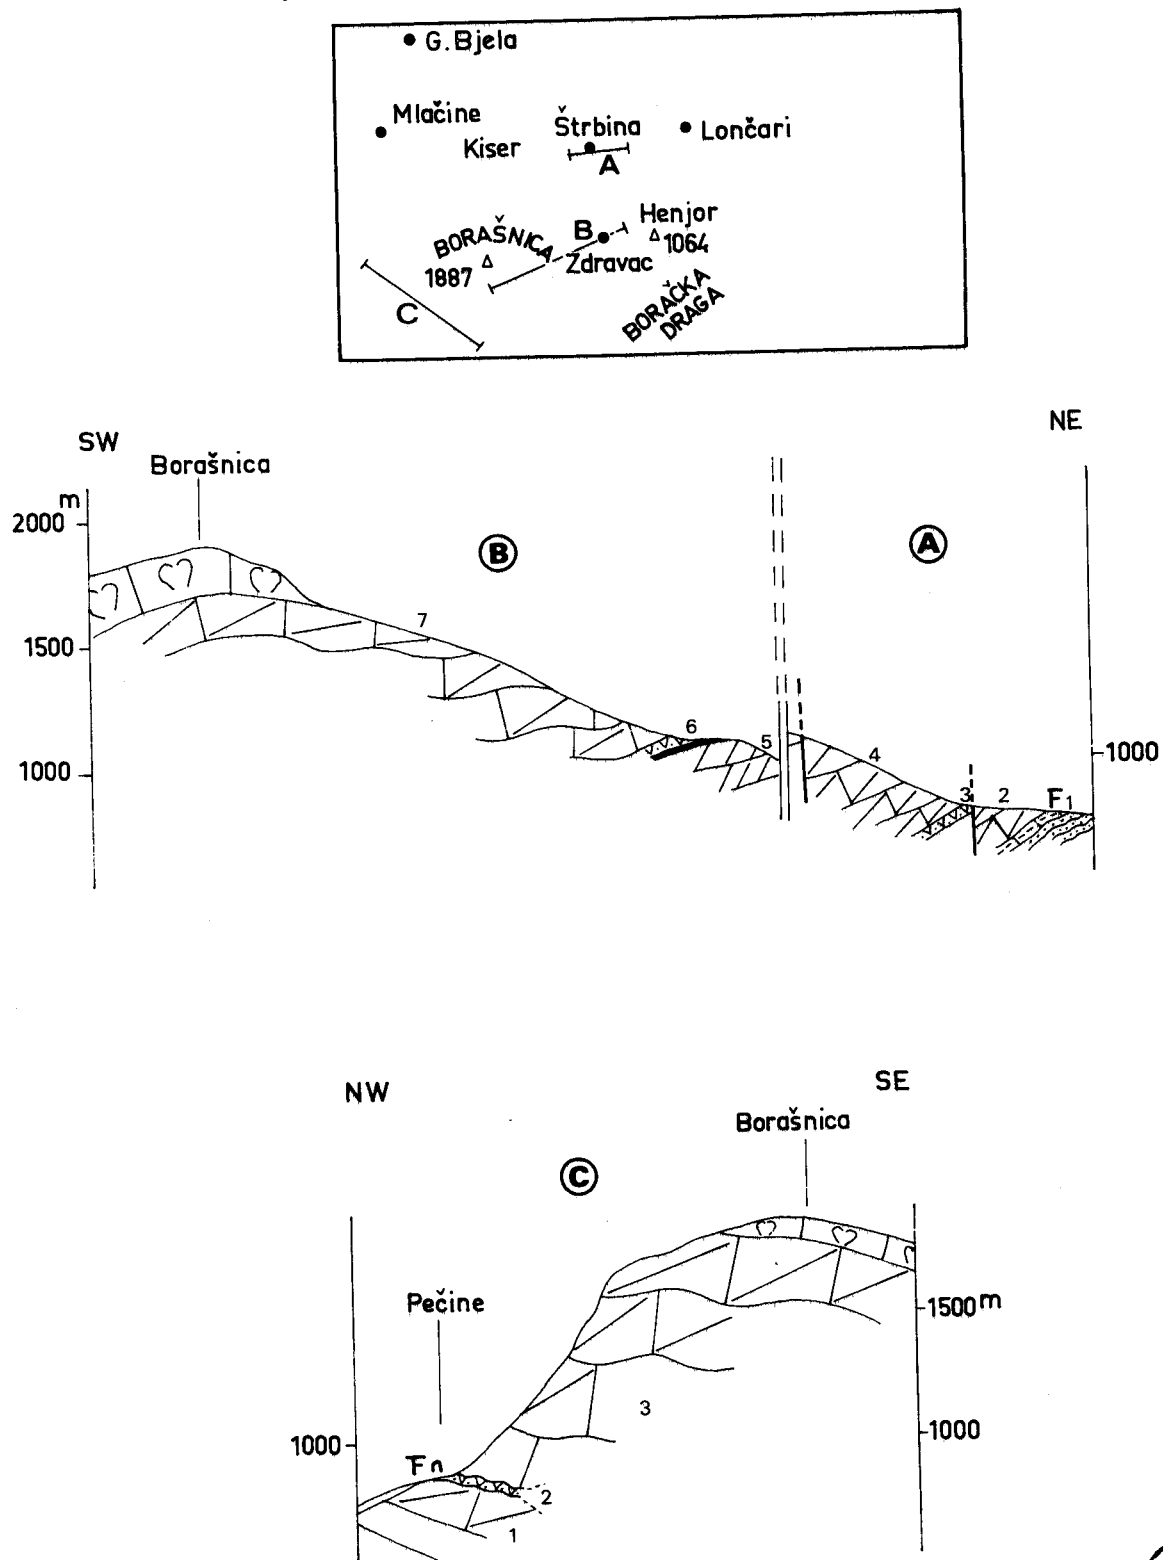 G. Bjela
Mlačine
Kiser
Štrbina
Lončari
A
BORAŠNICA
1887
B
Henjor
1064
Zdravac
BORAČKA
DRAGA
C
SW
NE
Borašnica
m
2000
1500
1000
B
A
7
6
5
4
3
2
F1
1000
NW
SE
Borašnica
C
Pečine
1500 m
1000
1000
Fn
3
2
1